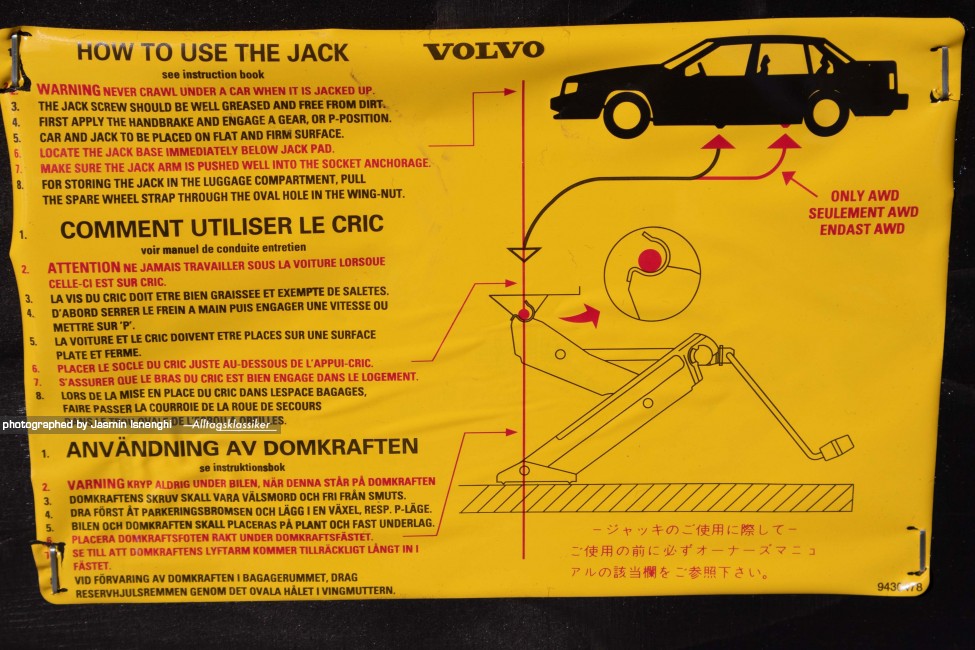 HOW TO USE THE JACK
see instruction book
WARNING NEVER CRAWL UNDER A CAR WHEN IT IS JACKED UP.
3. THE JACK SCREW SHOULD BE WELL GREASED AND FREE FROM DIRT.
4. FIRST APPLY THE HANDBRAKE AND ENGAGE A GEAR, OR P-POSITION.
5. CAR AND JACK TO BE PLACED ON FLAT AND FIRM SURFACE.
6. LOCATE THE JACK BASE IMMEDIATELY BELOW JACK PAD.
7. MAKE SURE THE JACK ARM IS PUSHED WELL INTO THE SOCKET ANCHORAGE.
8. FOR STORING THE JACK IN THE LUGGAGE COMPARTMENT, PULL
THE SPARE WHEEL STRAP THROUGH THE OVAL HOLE IN THE WING-NUT.
1. COMMENT UTILISER LE CRIC
voir manuel de conduite entretien
2. ATTENTION NE JAMAIS TRAVAILLER SOUS LA VOITURE LORSOUE
CELLE-CI EST SUR CRIC.
3. LA VIS DU CRIC DOIT ETRE BIEN GRAISSEE ET EXEMPTE DE SALETES.
4. D'ABORD SERRER LE FREIN A MAIN PUIS ENGAGER UNE VITESSE OU
METTRE SUR 'P'.
5. LA VOITURE ET LE CRIC DOIVENT ETRE PLACES SUR UNE SURFACE
PLATE ET FERME.
6. PLACER LE SOCLE DU CRIC JUSTE AU-DESSOUS DE L'APPUI-CRIC.
7. S'ASSURER QUE LE BRAS DU CRIC EST BIEN ENGAGE DANS LE LOGEMENT.
8. LORS DE LA MISE EN PLACE DU CRIC DANS LESPACE BAGAGES,
FAIRE PASSER LA COURROIE DE LA ROUE DE SECOURS
photographed by Jasmin Isnenghi —Alltagsklassiker
1. ANVÄNDNING AV DOMKRAFTEN
se instruktionsbok
2. VARNING KRYP ALDRIG UNDER BILEN, NÄR DENNA STÅR PÅ DOMKRAFTEN
3. DOMKRAFTENS SKRUV SKALL VARA VÄLSMORD OCH FRI FRÅN SMUTS.
4. DRA FÖRST ÅT PARKERINGSBROMSEN OCH LÄGG I EN VÄXEL, RESP. P-LÄGE.
5. BILEN OCH DOMKRAFTEN SKALL PLACERAS PÅ PLANT OCH FAST UNDERLAG.
6. PLACERA DOMKRAFTSFOTEN RAKT UNDER DOMKRAFTSFÄSTET.
7. SE TILL ATT DOMKRAFTENS LYFTARM KOMMER TILLRÄCKLIGT LÅNGT IN I
FÄSTET.
VID FÖRVARING AV DOMKRAFTEN I BAGAGERUMMET, DRAG
RESERVHJULSREMMEN GENOM DET OVALA HÅLET I VINGMUTTERN.
VOLVO
ONLY AWD
SEULEMENT AWD
ENDAST AWD
－ジャッキのご使用に際して－
ご使用の前に必ずオーナーズマニュ
アルの該当欄をご参照下さい。